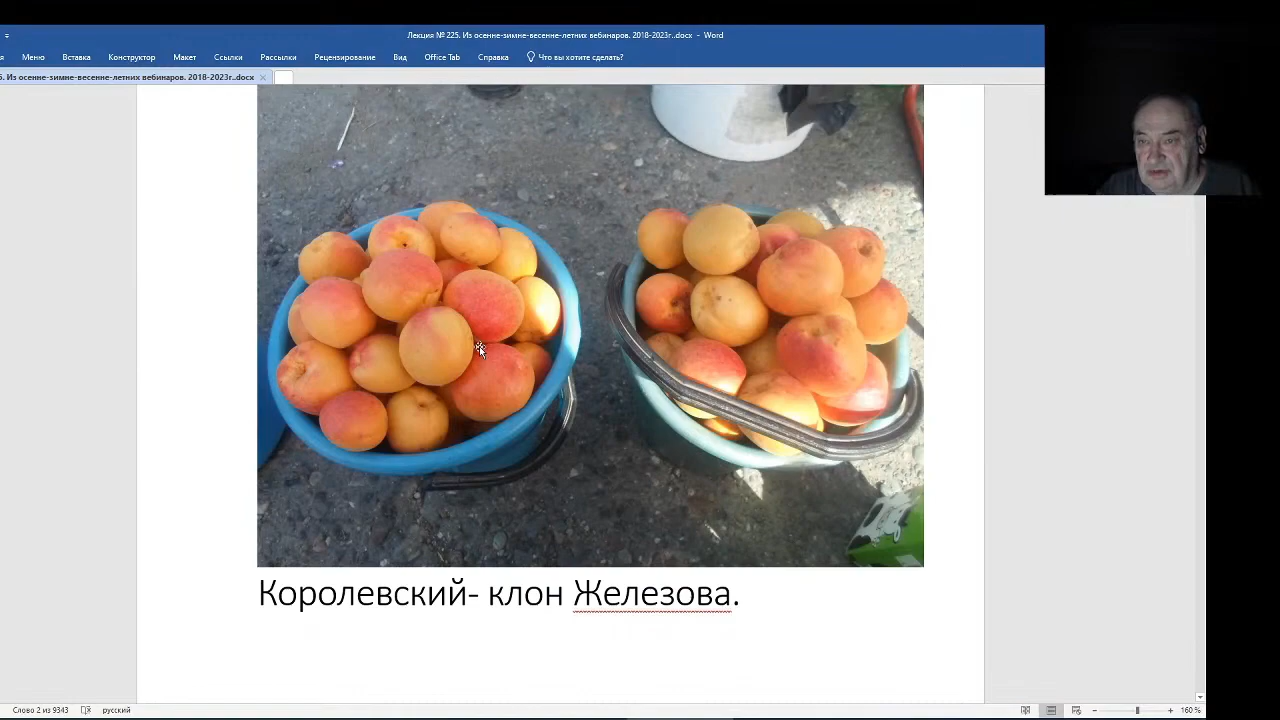 Лекция № 225. Из осенне-зимне-весенне-летних вебинаров. 2018-2023г..docx - Word
Меню Вставка Конструктор Макет Ссылки Рассылки Рецензирование Вид Office Tab Справка Что вы хотите сделать?
Из осенне-зимне-весенне-летних вебинаров. 2018-2023г..docx
Королевский- клон Железова.
Слово 2 из 9343 русский 160 %